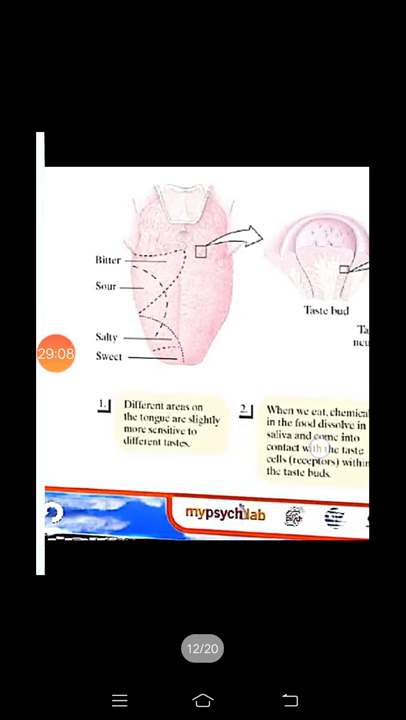 Bitter
Sour
Salty
Sweet
29:08
Taste bud
Ta
neu
1.
Different areas on
the tongue are slightly
more sensitive to
different tastes.
2.
When we eat, chemical
in the food dissolve in
saliva and come into
contact with the taste
cells (receptors) within
the taste buds.
mypsychlab
12/20